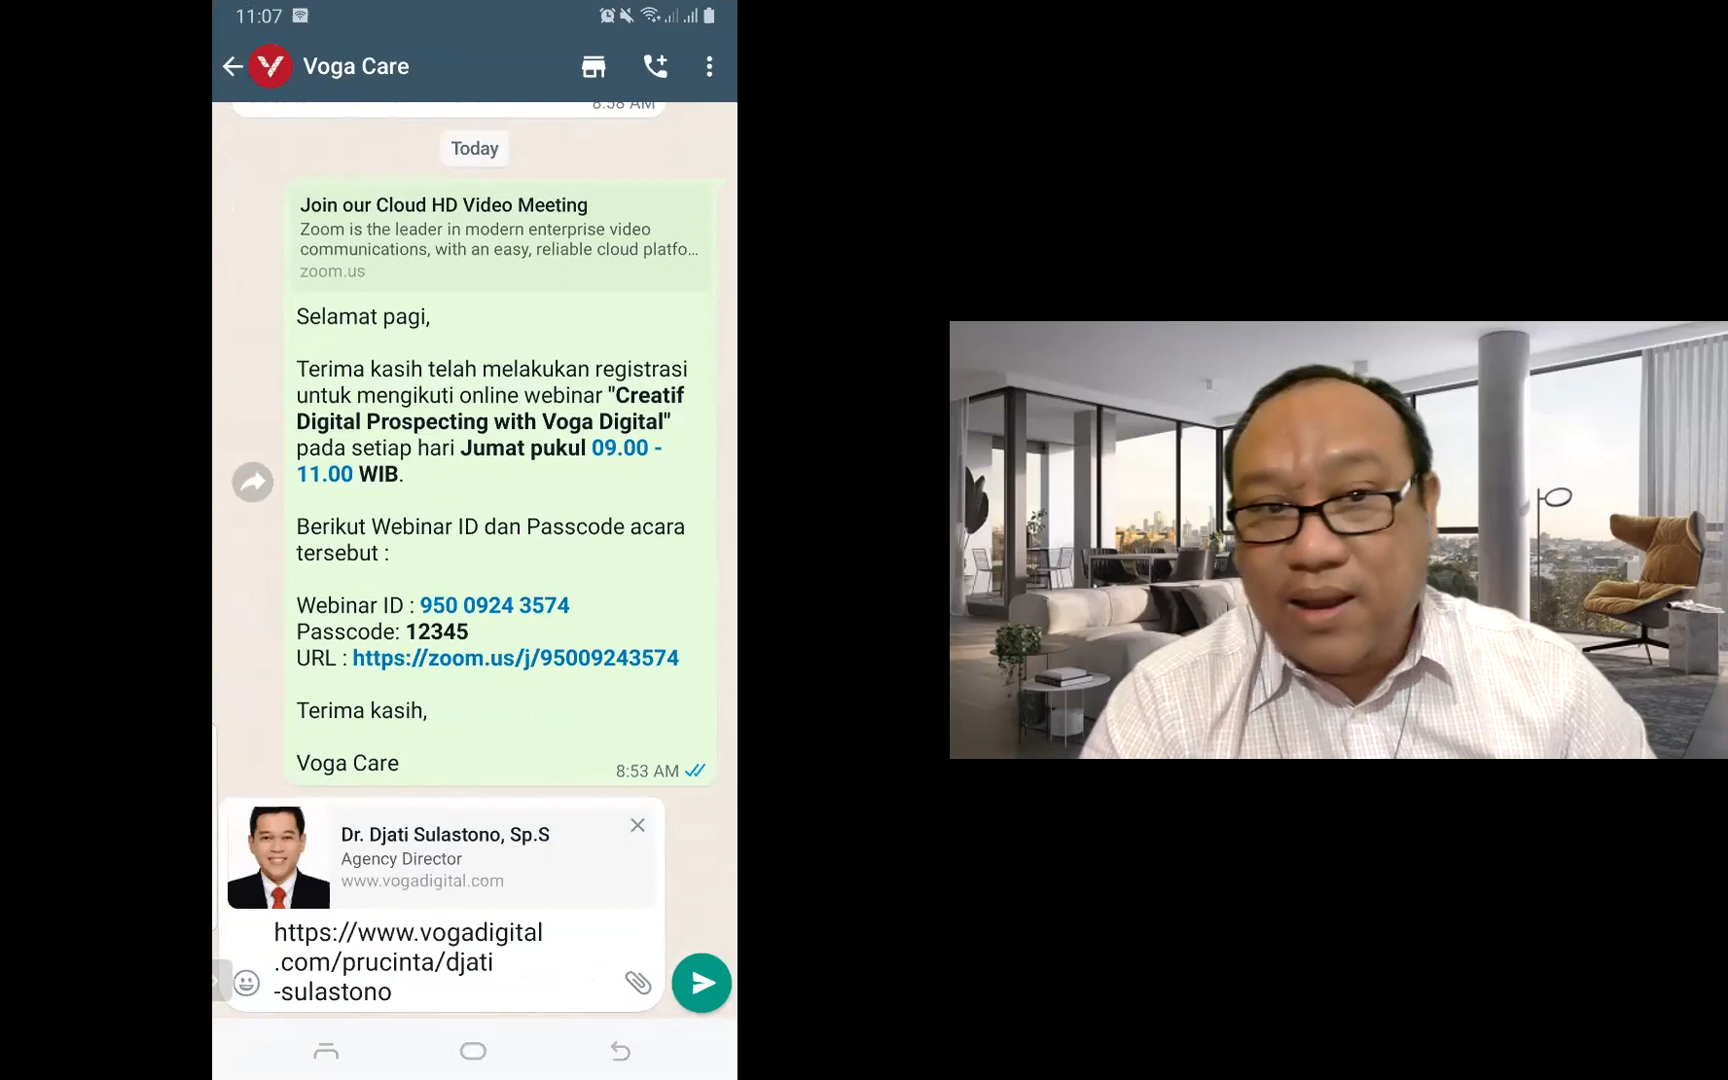 11:07
Voga Care
8:58 AM
Today
Join our Cloud HD Video Meeting
Zoom is the leader in modern enterprise video
communications, with an easy, reliable cloud platfo...
zoom.us
Selamat pagi,
Terima kasih telah melakukan registrasi
untuk mengikuti online webinar "Creatif
Digital Prospecting with Voga Digital"
pada setiap hari Jumat pukul 09.00 -
11.00 WIB.
Berikut Webinar ID dan Passcode acara
tersebut :
Webinar ID : 950 0924 3574
Passcode: 12345
URL : https://zoom.us/j/95009243574
Terima kasih,
Voga Care
8:53 AM
Dr. Djati Sulastono, Sp.S
Agency Director
www.vogadigital.com
https://www.vogadigital
.com/prucinta/djati
-sulastono